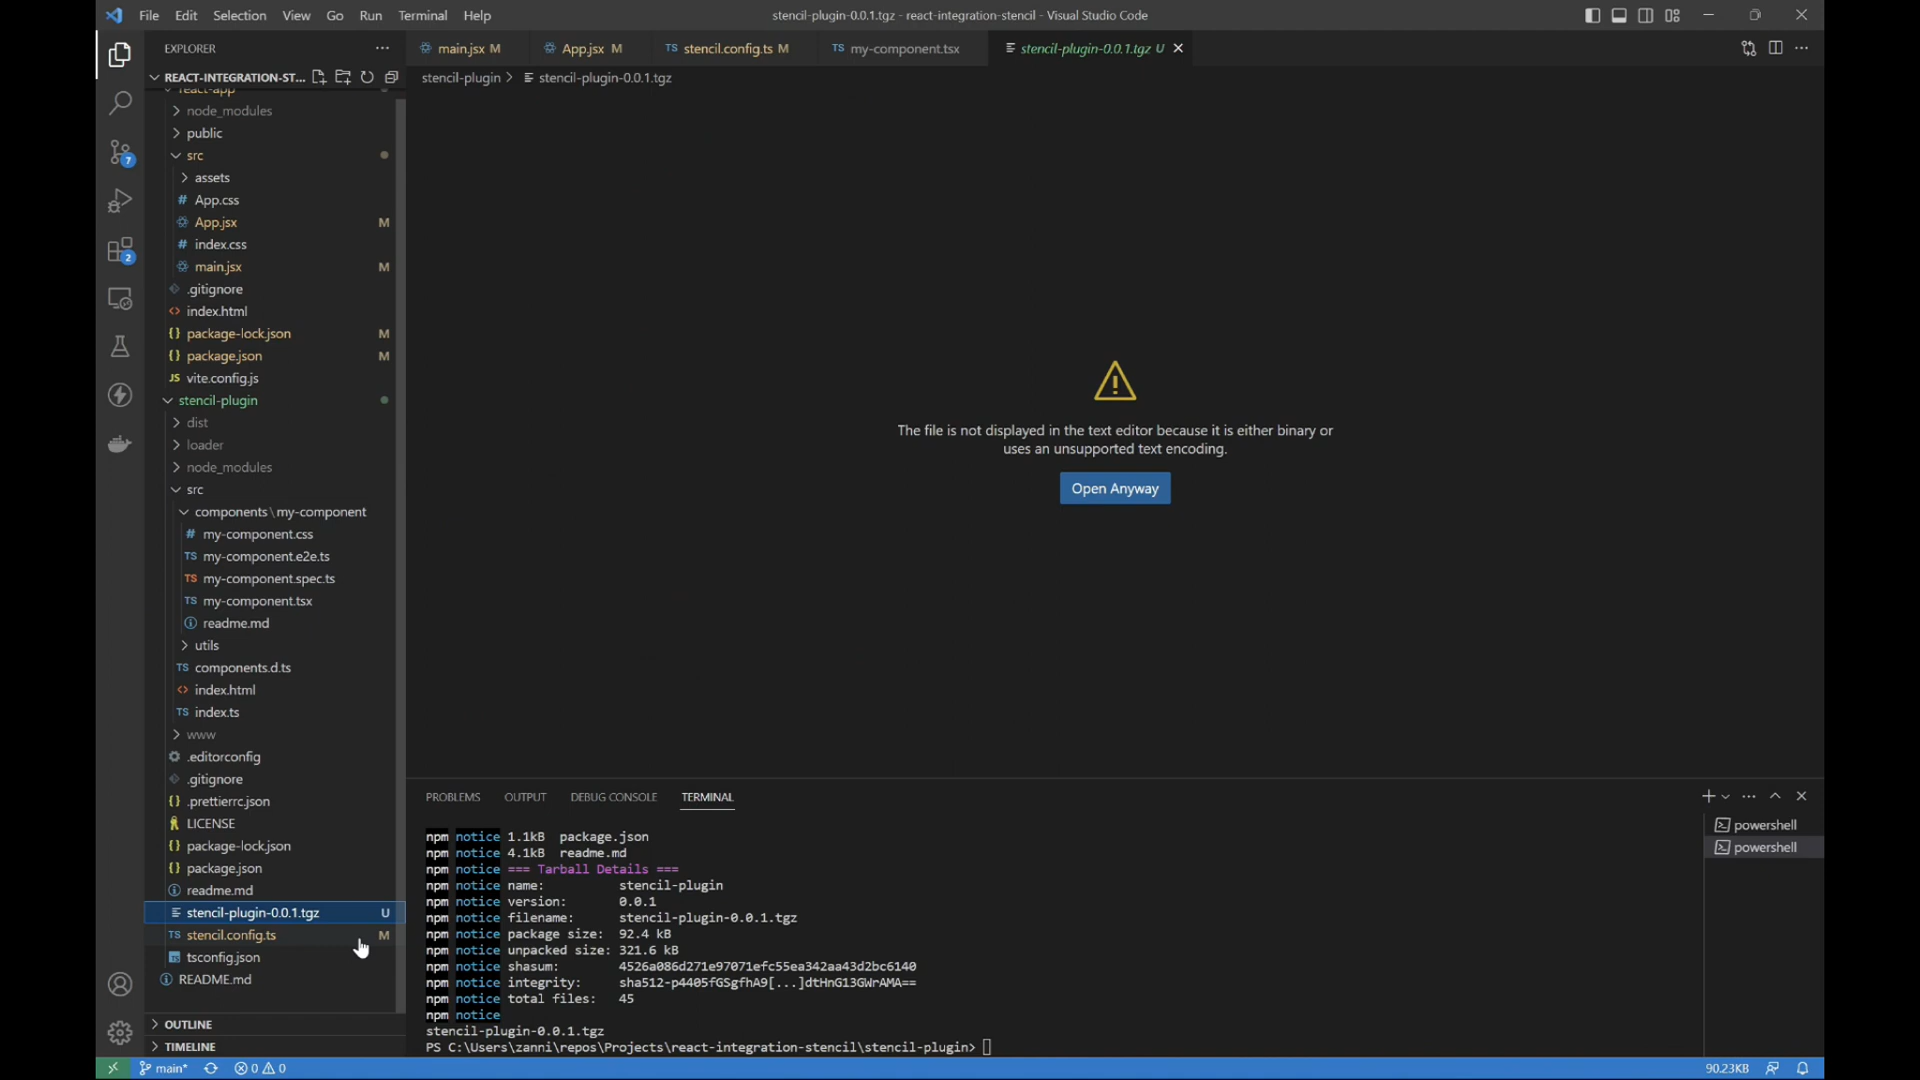 File Edit Selection View Go Run Terminal Help
stencil-plugin-0.0.1.tgz - react-integration-stencil - Visual Studio Code
EXPLORER
main.jsx M
App.jsx M
TS stencil.config.ts M
TS my-component.tsx
stencil-plugin-0.0.1.tgz U
REACT-INTEGRATION-ST...
stencil-plugin > stencil-plugin-0.0.1.tgz
react-app
node_modules
public
7
src
assets
# App.css
App.jsx M
# index.css
2
main.jsx M
.gitignore
<> index.html
{} package-lock.json M
{} package.json M
JS vite.config.js
stencil-plugin
dist
loader
node_modules
src
components\my-component
# my-component.css
TS my-component.e2e.ts
TS my-component.spec.ts
TS my-component.tsx
readme.md
utils
TS components.d.ts
<> index.html
TS index.ts
www
.editorconfig
.gitignore
{} .prettierrc.json
LICENSE
{} package-lock.json
{} package.json
readme.md
stencil-plugin-0.0.1.tgz U
TS stencil.config.ts M
tsconfig.json
README.md
OUTLINE
TIMELINE
The file is not displayed in the text editor because it is either binary or
uses an unsupported text encoding.
Open Anyway
PROBLEMS OUTPUT DEBUG CONSOLE TERMINAL
npm notice 1.1kB package.json
npm notice 4.1kB readme.md
npm notice === Tarball Details ===
npm notice name: stencil-plugin
npm notice version: 0.0.1
npm notice filename: stencil-plugin-0.0.1.tgz
npm notice package size: 92.4 kB
npm notice unpacked size: 321.6 kB
npm notice shasum: 4526a086d271e97071efc55ea342aa43d2bc6140
npm notice integrity: sha512-p4405fGSgfhA9[...]dtHnG13GWrAMA==
npm notice total files: 45
npm notice
stencil-plugin-0.0.1.tgz
PS C:\Users\zanni\repos\Projects\react-integration-stencil\stencil-plugin>
powershell
powershell
main* 0 0
90.23KB